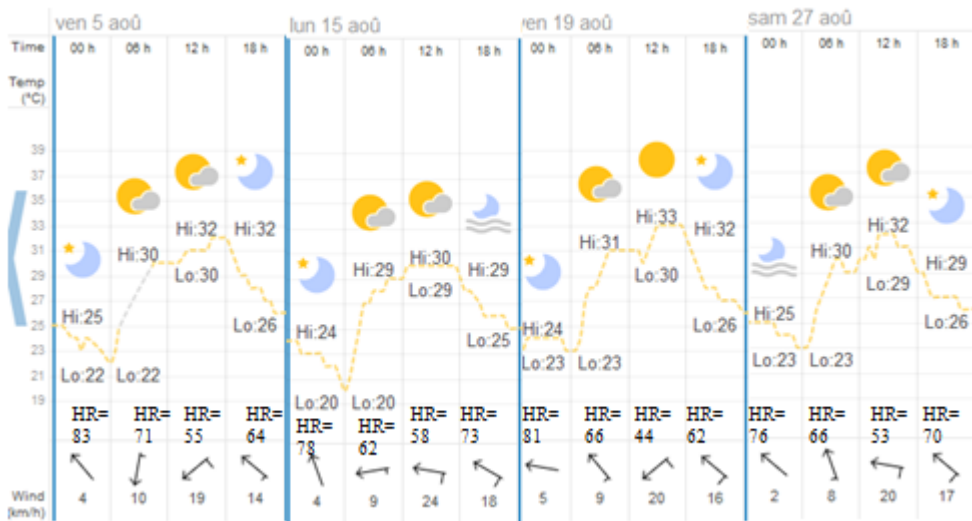 ven 5 aoû lun 15 aoû ven 19 aoû sam 27 aoû
Time 00 h 06 h 12 h 18 h 00 h 06 h 12 h 18 h 00 h 06 h 12 h 18 h 00 h 06 h 12 h 18 h
Temp
(°C)
39
37
35
33
31
29
27
25
23
21
19
Hi:25 Hi:30 Hi:32 Hi:32 Hi:24 Hi:29 Hi:30 Hi:29 Hi:24 Hi:31 Hi:33 Hi:32 Hi:25 Hi:30 Hi:32 Hi:29
Lo:22 Lo:22 Lo:30 Lo:26 Lo:20 Lo:20 Lo:29 Lo:25 Lo:23 Lo:23 Lo:30 Lo:26 Lo:23 Lo:23 Lo:29 Lo:26
HR= HR= HR= HR= HR= HR= HR= HR= HR= HR= HR= HR= HR= HR= HR= HR=
83 71 55 64 78 62 58 73 81 66 44 62 76 66 53 70
Wind 4 10 19 14 4 9 24 18 5 9 20 16 2 8 20 17
(km/h)